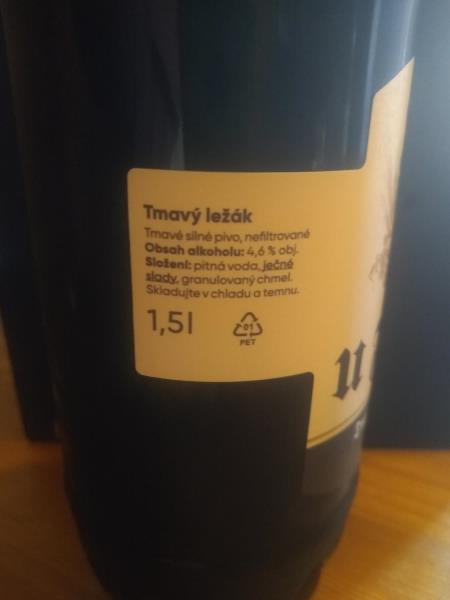 Tmavý ležák
Tmavé silné pivo, nefiltrované
Obsah alkoholu: 4,6 % obj.
Složení: pitná voda, ječné
slady, granulovaný chmel.
Skladujte v chladu a temnu.
1,5l
01
PET
U